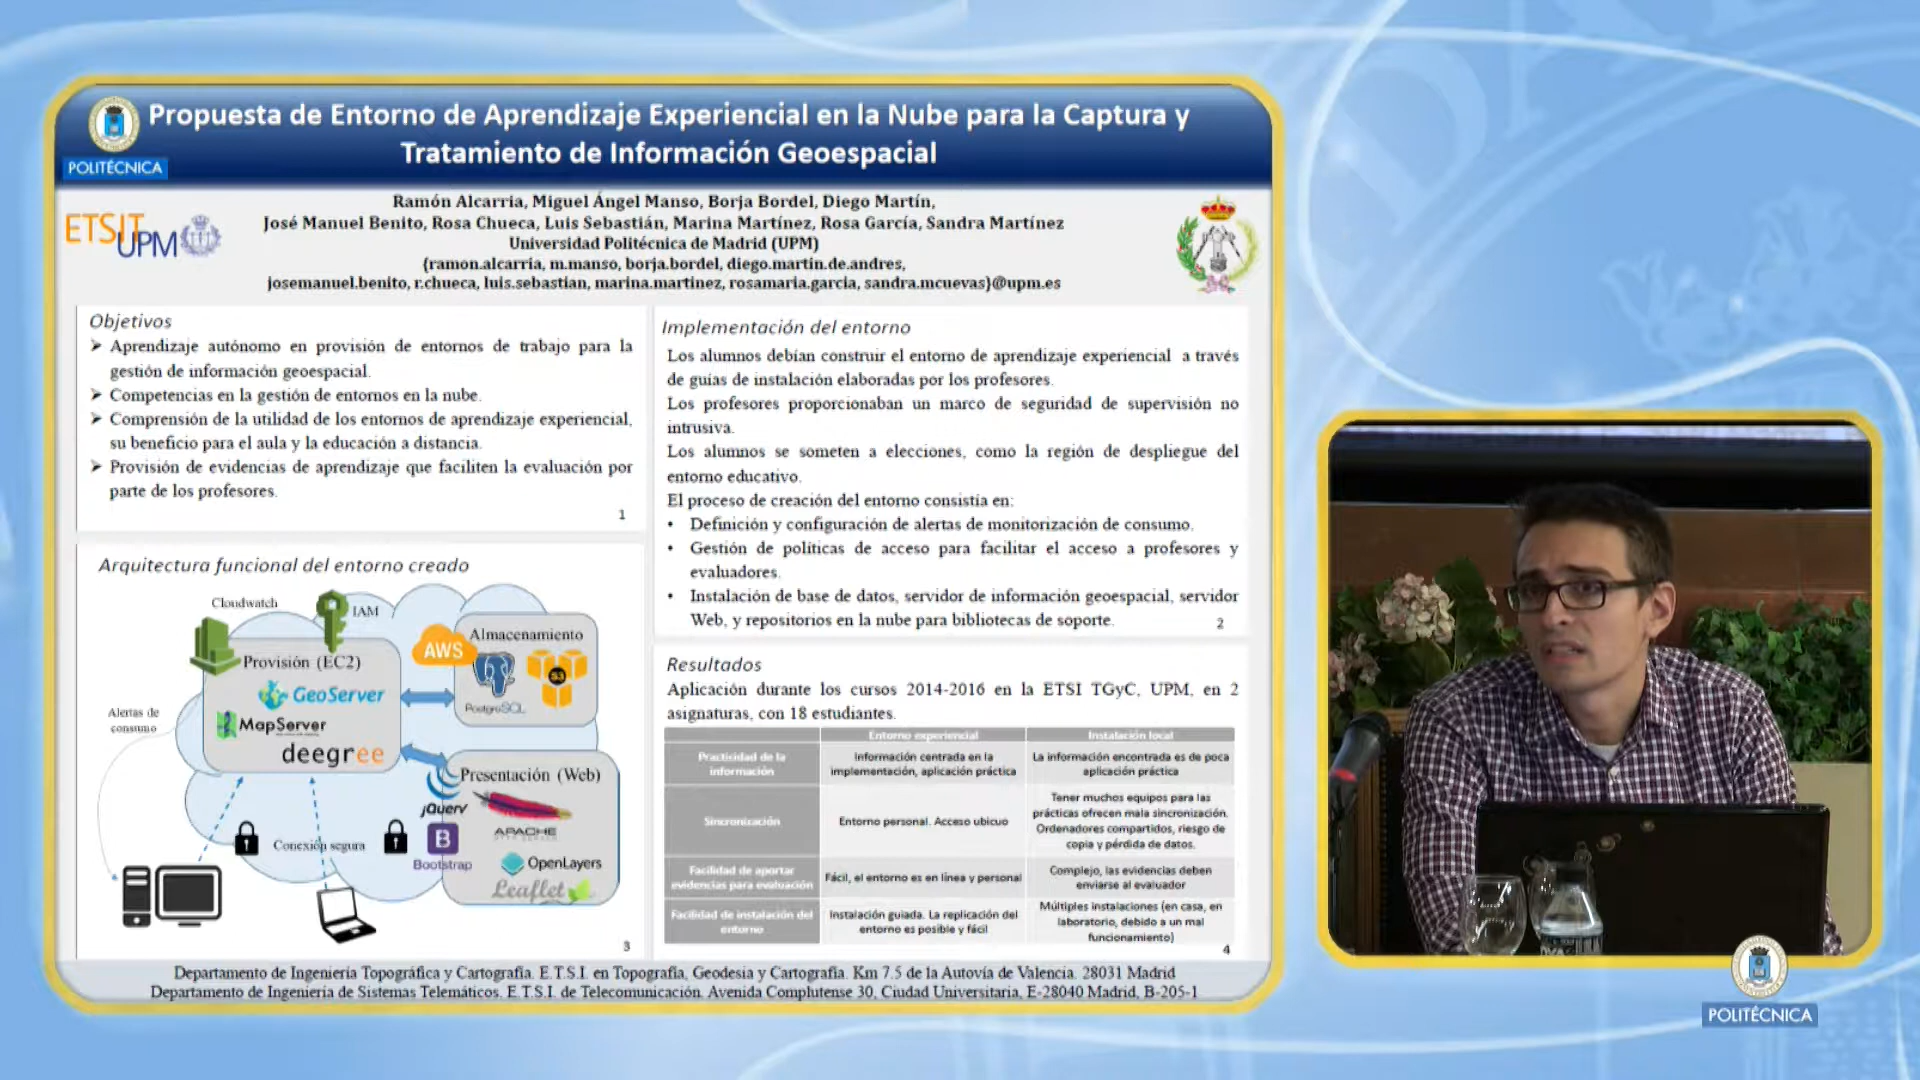 Propuesta de Entorno de Aprendizaje Experiencial en la Nube para la Captura y
Tratamiento de Información Geoespacial
POLITÉCNICA
ETSIT
UPM
Ramón Alcarria, Miguel Ángel Manso, Borja Bordel, Diego Martín,
José Manuel Benito, Rosa Chueca, Luis Sebastián, Marina Martínez, Rosa García, Sandra Martínez
Universidad Politécnica de Madrid (UPM)
{ramon.alcarria, m.manso, borja.bordel, diego.martin.de.andres,
josemanuel.benito, r.chueca, luis.sebastian, marina.martinez, rosamaria.garcia, sandra.mcuevas}@upm.es
Objetivos
➤ Aprendizaje autónomo en provisión de entornos de trabajo para la
gestión de información geoespacial.
➤ Competencias en la gestión de entornos en la nube.
➤ Comprensión de la utilidad de los entornos de aprendizaje experiencial,
su beneficio para el aula y la educación a distancia.
➤ Provisión de evidencias de aprendizaje que faciliten la evaluación por
parte de los profesores.
1
Implementación del entorno
Los alumnos debían construir el entorno de aprendizaje experiencial a través
de guías de instalación elaboradas por los profesores.
Los profesores proporcionaban un marco de seguridad de supervisión no
intrusiva.
Los alumnos se someten a elecciones, como la región de despliegue del
entorno educativo.
El proceso de creación del entorno consistía en:
• Definición y configuración de alertas de monitorización de consumo.
• Gestión de políticas de acceso para facilitar el acceso a profesores y
evaluadores.
• Instalación de base de datos, servidor de información geoespacial, servidor
Web, y repositorios en la nube para bibliotecas de soporte.
2
Arquitectura funcional del entorno creado
Cloudwatch
IAM
Provisión (EC2)
GeoServer
MapServer
deegree
AWS
Almacenamiento
S3
PostgreSQL
Alertas de
consumo
Presentación (Web)
jQuery
APACHE
B
Bootstrap
OpenLayers
Leaflet
Conexión segura
3
Resultados
Aplicación durante los cursos 2014-2016 en la ETSI TGyC, UPM, en 2
asignaturas, con 18 estudiantes.
Entorno experiencial
Instalación local
Practicidad de la
información
Información centrada en la
implementación, aplicación práctica
La información encontrada es de poca
aplicación práctica
Sincronización
Entorno personal. Acceso ubicuo
Tener muchos equipos para las
prácticas ofrecen mala sincronización.
Ordenadores compartidos, riesgo de
copia y pérdida de datos.
Facilidad de aportar
evidencias para evaluación
Fácil, el entorno es en línea y personal
Complejo, las evidencias deben
enviarse al evaluador
Facilidad de instalación del
entorno
Instalación guiada. La replicación del
entorno es posible y fácil
Múltiples instalaciones (en casa, en
laboratorio, debido a un mal
funcionamiento)
4
Departamento de Ingeniería Topográfica y Cartografía. E.T.S.I. en Topografía, Geodesia y Cartografía. Km 7.5 de la Autovía de Valencia. 28031 Madrid
Departamento de Ingeniería de Sistemas Telemáticos. E.T.S.I. de Telecomunicación. Avenida Complutense 30, Ciudad Universitaria, E-28040 Madrid, B-205-1
POLITÉCNICA